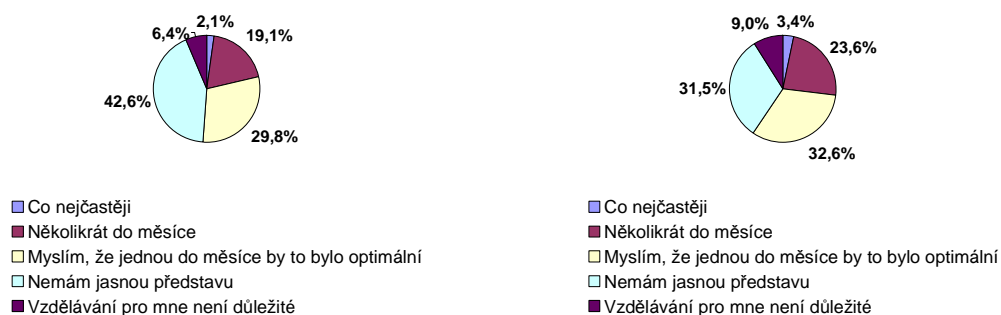 6,4% 2,1%
19,1%
42,6%
29,8%
Co nejčastěji
Několikrát do měsíce
Myslím, že jednou do měsíce by to bylo optimální
Nemám jasnou představu
Vzdělávání pro mne není důležité
9,0% 3,4%
23,6%
31,5%
32,6%
Co nejčastěji
Několikrát do měsíce
Myslím, že jednou do měsíce by to bylo optimální
Nemám jasnou představu
Vzdělávání pro mne není důležité